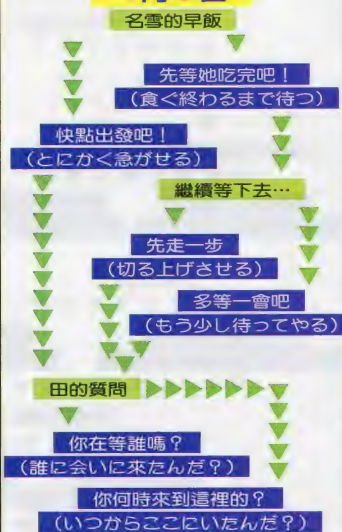 名雪的早飯
先等她吃完吧！
（食ぐ終わるまで待つ）
快點出發吧！
（とにかく急がせる）
繼續等下去…
先走一步
（切る上げさせる）
多等一會吧
（もう少し待ってやる）
田的質問
你在等誰嗎？
（誰に会いに來たんだ？）
你何時來到這裡的？
（いつからここにいたんだ？）